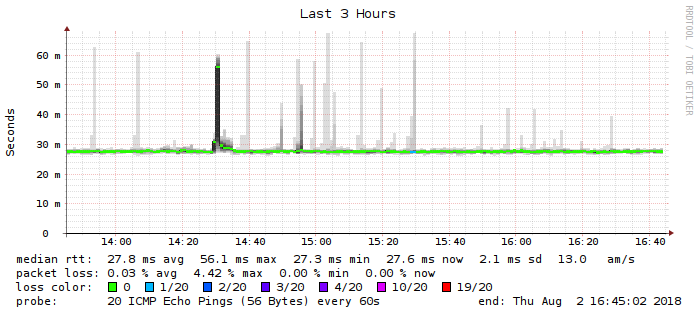 Last 3 Hours
RRDTOOL / TOBI OETIKER
Seconds
60 m
50 m
40 m
30 m
20 m
10 m
0
14:00 14:20 14:40 15:00 15:20 15:40 16:00 16:20 16:40
median rtt: 27.8 ms avg 56.1 ms max 27.3 ms min 27.6 ms now 2.1 ms sd 13.0 am/s
packet loss: 0.03 % avg 4.42 % max 0.00 % min 0.00 % now
loss color: 0 1/20 2/20 3/20 4/20 10/20 19/20
probe: 20 ICMP Echo Pings (56 Bytes) every 60s end: Thu Aug 2 16:45:02 2018